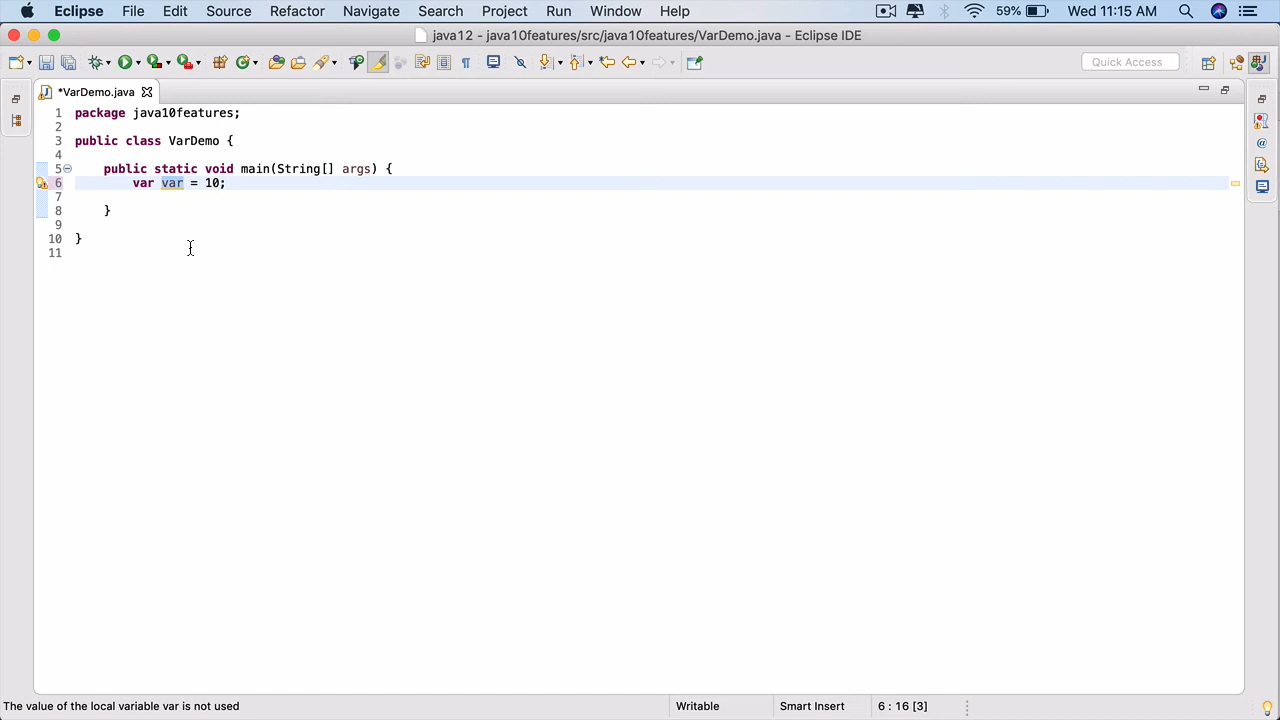 Eclipse File Edit Source Refactor Navigate Search Project Run Window Help 59% Wed 11:15 AM
java12 - java10features/src/java10features/VarDemo.java - Eclipse IDE
Quick Access
*VarDemo.java
1 package java10features;
2
3 public class VarDemo {
4
5 public static void main(String[] args) {
6 var var = 10;
7
8 }
9
10 }
11
The value of the local variable var is not used Writable Smart Insert 6 : 16 [3]